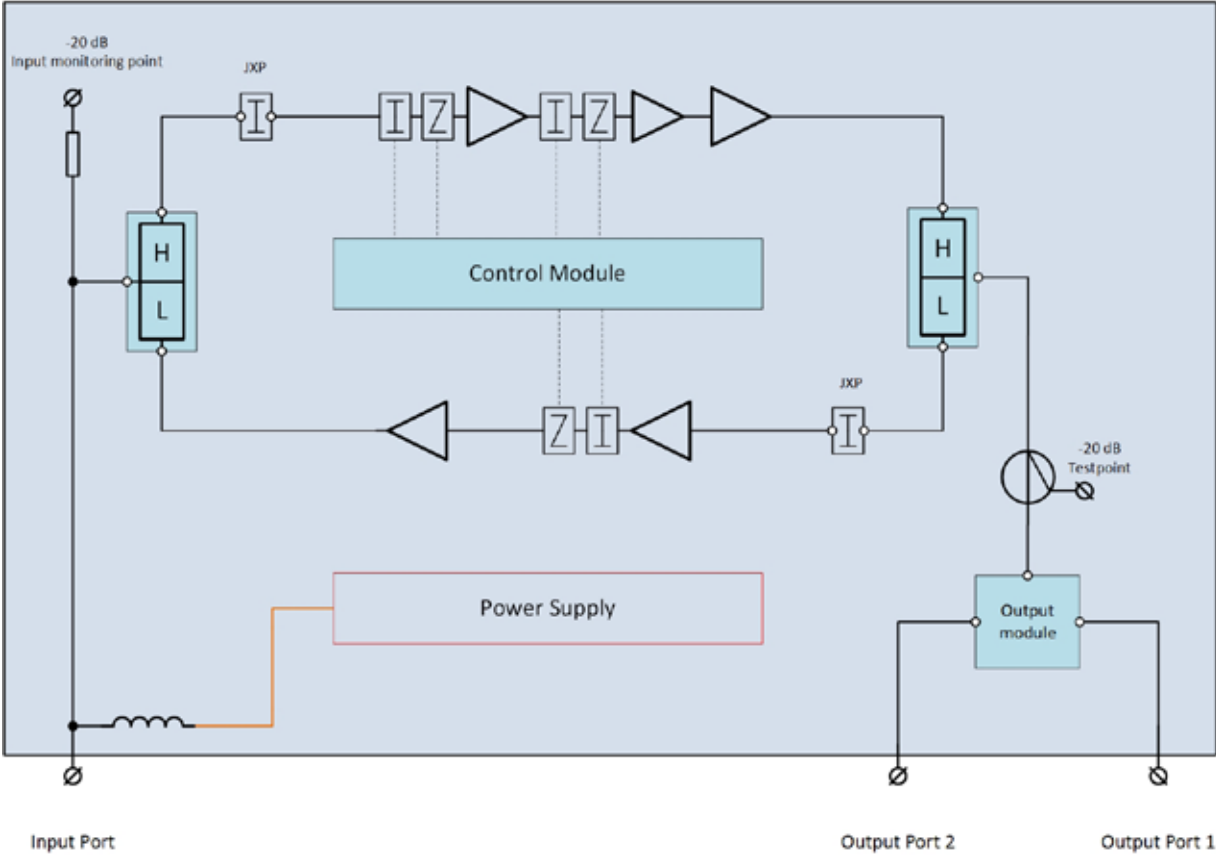 -20 dB
Input monitoring point
JXP
I
Z
I
Z
H
L
Control Module
H
L
JXP
Z
I
I
-20 dB
Testpoint
Power Supply
Output
module
Input Port
Output Port 2
Output Port 1